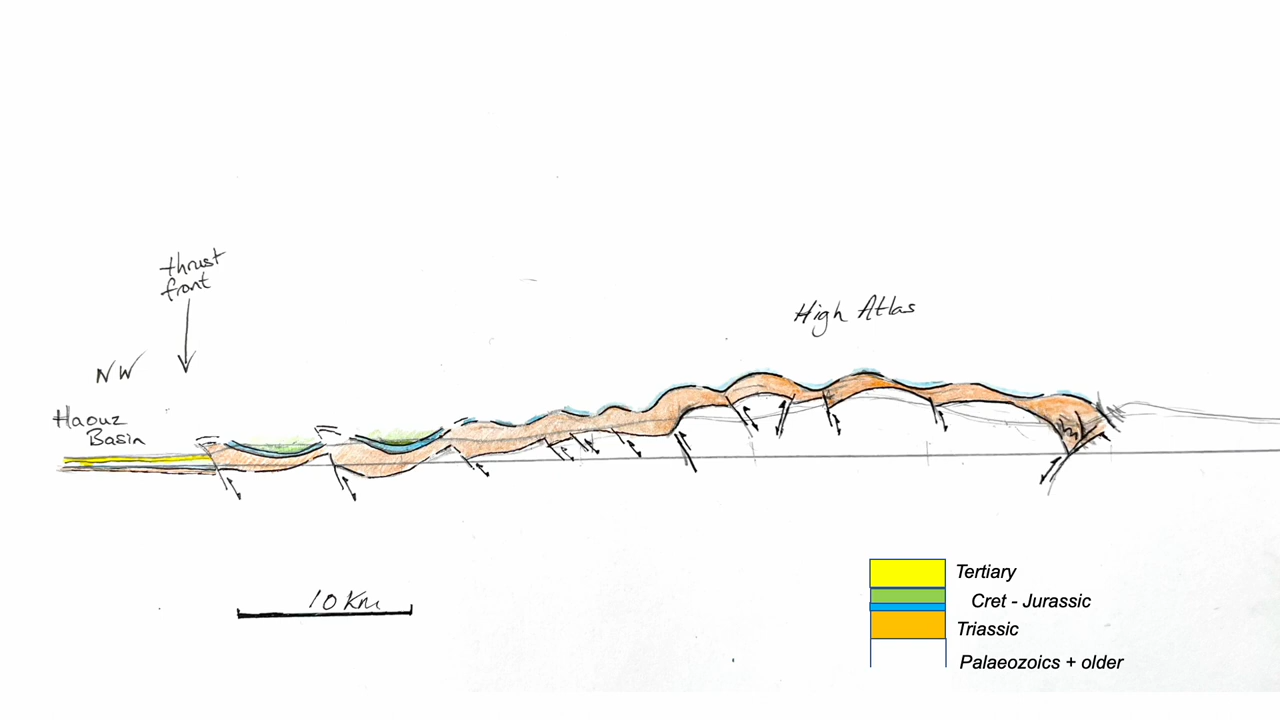 thrust
front
NW
Haouz
Basin
High Atlas
10 Km
Tertiary
Cret - Jurassic
Triassic
Palaeozoics + older